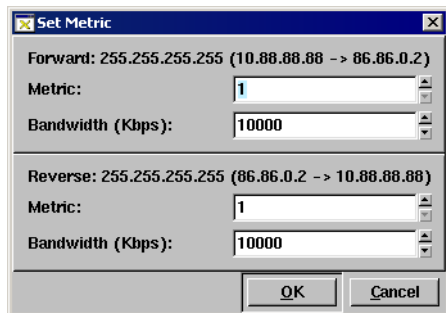 Set Metric
Forward: 255.255.255.255 (10.88.88.88 -> 86.86.0.2)
Metric: 1
Bandwidth (Kbps): 10000
Reverse: 255.255.255.255 (86.86.0.2 -> 10.88.88.88)
Metric: 1
Bandwidth (Kbps): 10000
OK Cancel